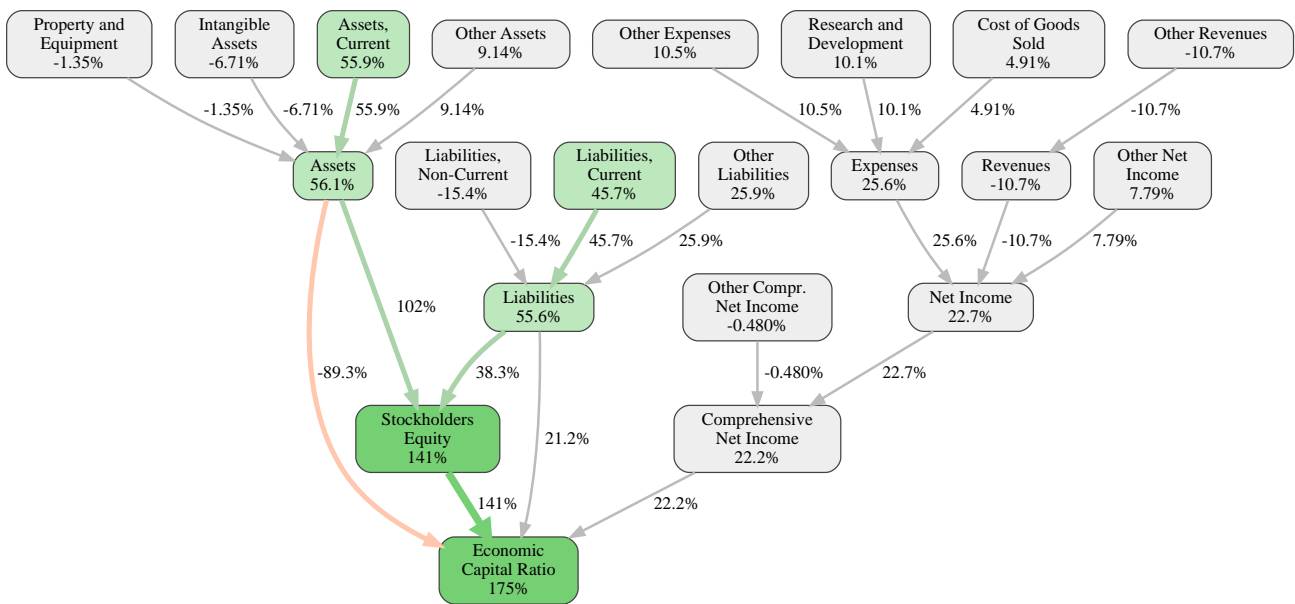 Property and
Equipment
-1.35%
Intangible
Assets
-6.71%
Assets,
Current
55.9%
Other Assets
9.14%
Other Expenses
10.5%
Research and
Development
10.1%
Cost of Goods
Sold
4.91%
Other Revenues
-10.7%
-1.35%
-6.71%
55.9%
9.14%
10.5%
10.1%
4.91%
-10.7%
Assets
56.1%
Liabilities,
Non-Current
-15.4%
Liabilities,
Current
45.7%
Other
Liabilities
25.9%
Expenses
25.6%
Revenues
-10.7%
Other Net
Income
7.79%
-15.4%
45.7%
25.9%
25.6%
-10.7%
7.79%
Liabilities
55.6%
Other Compr.
Net Income
-0.480%
Net Income
22.7%
102%
-89.3%
38.3%
-0.480%
22.7%
Stockholders
Equity
141%
21.2%
Comprehensive
Net Income
22.2%
141%
22.2%
Economic
Capital Ratio
175%